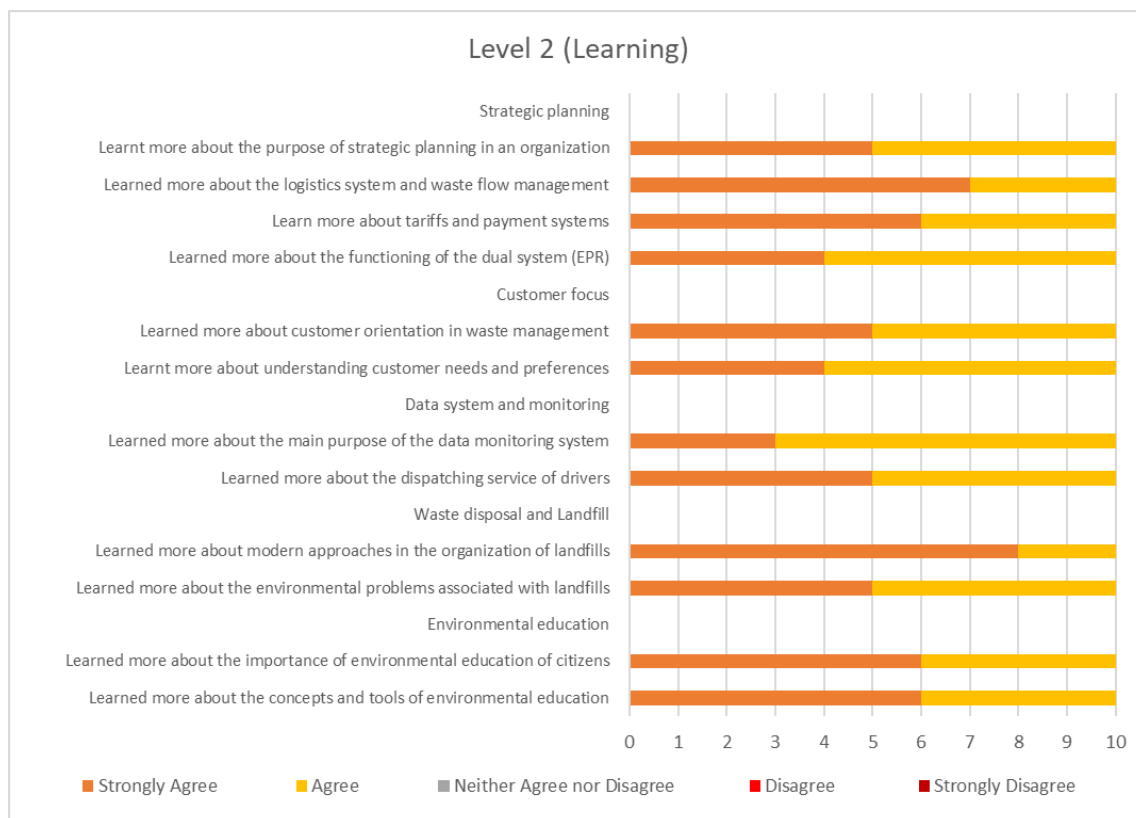 Level 2 (Learning)
Strategic planning
Learnt more about the purpose of strategic planning in an organization
Learned more about the logistics system and waste flow management
Learn more about tariffs and payment systems
Learned more about the functioning of the dual system (EPR)
Customer focus
Learned more about customer orientation in waste management
Learnt more about understanding customer needs and preferences
Data system and monitoring
Learned more about the main purpose of the data monitoring system
Learned more about the dispatching service of drivers
Waste disposal and Landfill
Learned more about modern approaches in the organization of landfills
Learned more about the environmental problems associated with landfills
Environmental education
Learned more about the importance of environmental education of citizens
Learned more about the concepts and tools of environmental education
0 1 2 3 4 5 6 7 8 9 10
Strongly Agree Agree Neither Agree nor Disagree Disagree Strongly Disagree